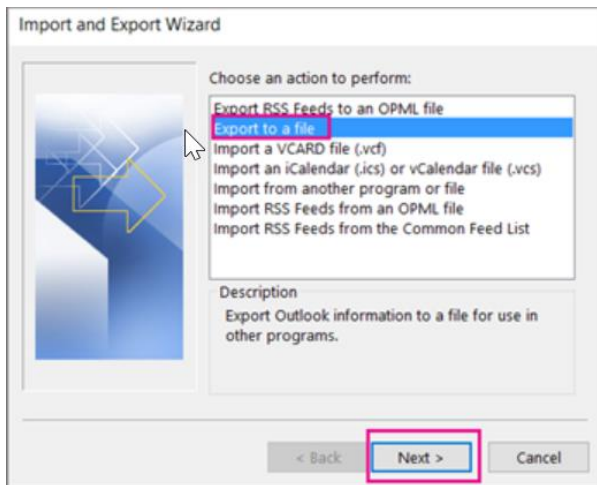 Import and Export Wizard
Choose an action to perform:
Export RSS Feeds to an OPML file
Export to a file
Import a VCARD file (.vcf)
Import an iCalendar (.ics) or vCalendar file (.vcs)
Import from another program or file
Import RSS Feeds from an OPML file
Import RSS Feeds from the Common Feed List
Description
Export Outlook information to a file for use in
other programs.
< Back Next > Cancel